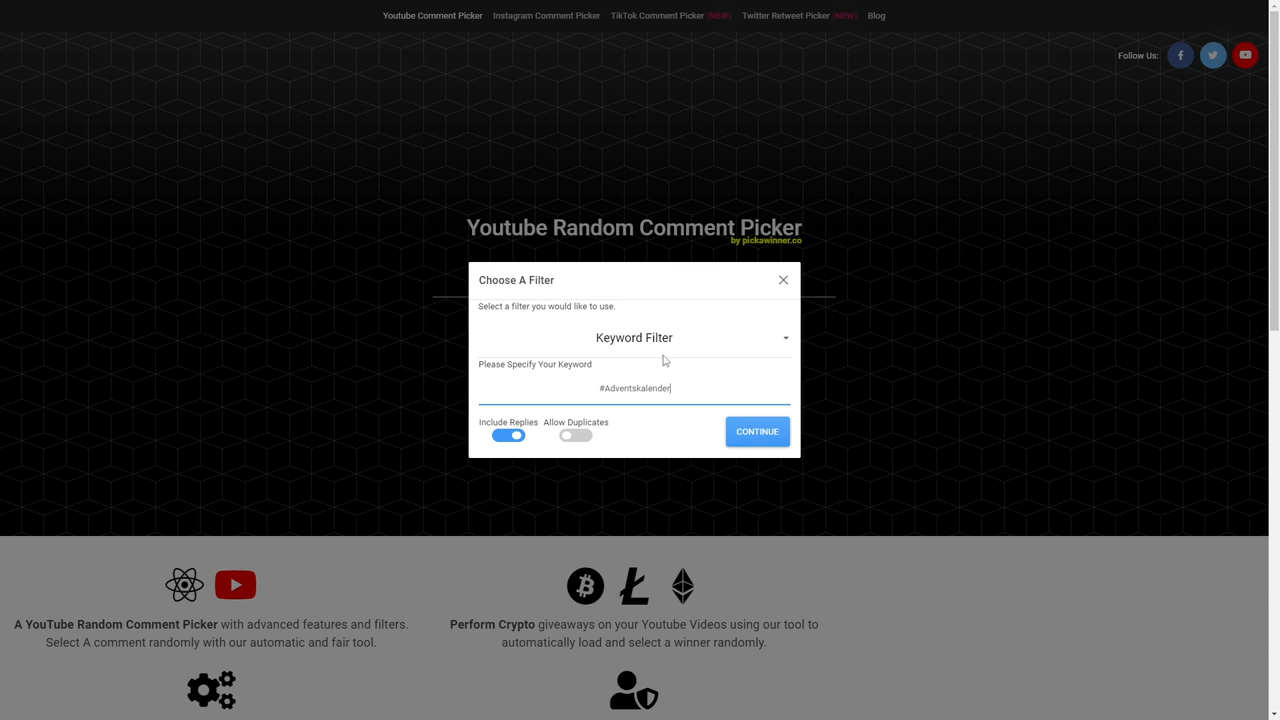 Youtube Comment Picker Instagram Comment Picker TikTok Comment Picker (NEW) Twitter Retweet Picker (NEW) Blog
Follow Us:
Youtube Random Comment Picker
by pickawinner.co
Choose A Filter
Select a filter you would like to use.
Keyword Filter
Please Specify Your Keyword
#Adventskalender
Include Replies Allow Duplicates
CONTINUE
A YouTube Random Comment Picker with advanced features and filters.
Select A comment randomly with our automatic and fair tool.
Perform Crypto giveaways on your Youtube Videos using our tool to
automatically load and select a winner randomly.